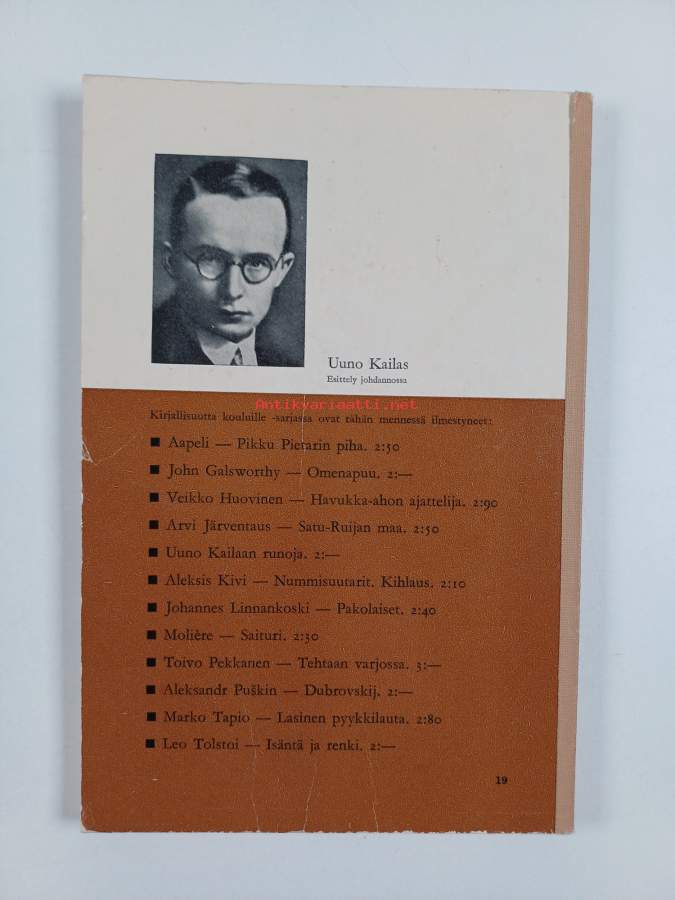 Uuno Kailas
Esittely johdannossa
Antikvariaatti.net
Kirjallisuutta kouluille -sarjassa ovat tähän mennessä ilmestyneet:
■ Aapeli — Pikku Pietarin piha. 2:50
■ John Galsworthy — Omenapuu. 2:—
■ Veikko Huovinen — Havukka-ahon ajattelija. 2:90
■ Arvi Järventaus — Satu-Ruijan maa. 2:50
■ Uuno Kailaan runoja. 2:—
■ Aleksis Kivi — Nummisuutarit. Kihlaus. 2:10
■ Johannes Linnankoski — Pakolaiset. 2:40
■ Molière — Saituri. 2:30
■ Toivo Pekkanen — Tehtaan varjossa. 3:—
■ Aleksandr Puškin — Dubrovskij. 2:—
■ Marko Tapio — Lasinen pyykkilauta. 2:80
■ Leo Tolstoi — Isäntä ja renki. 2:—
19